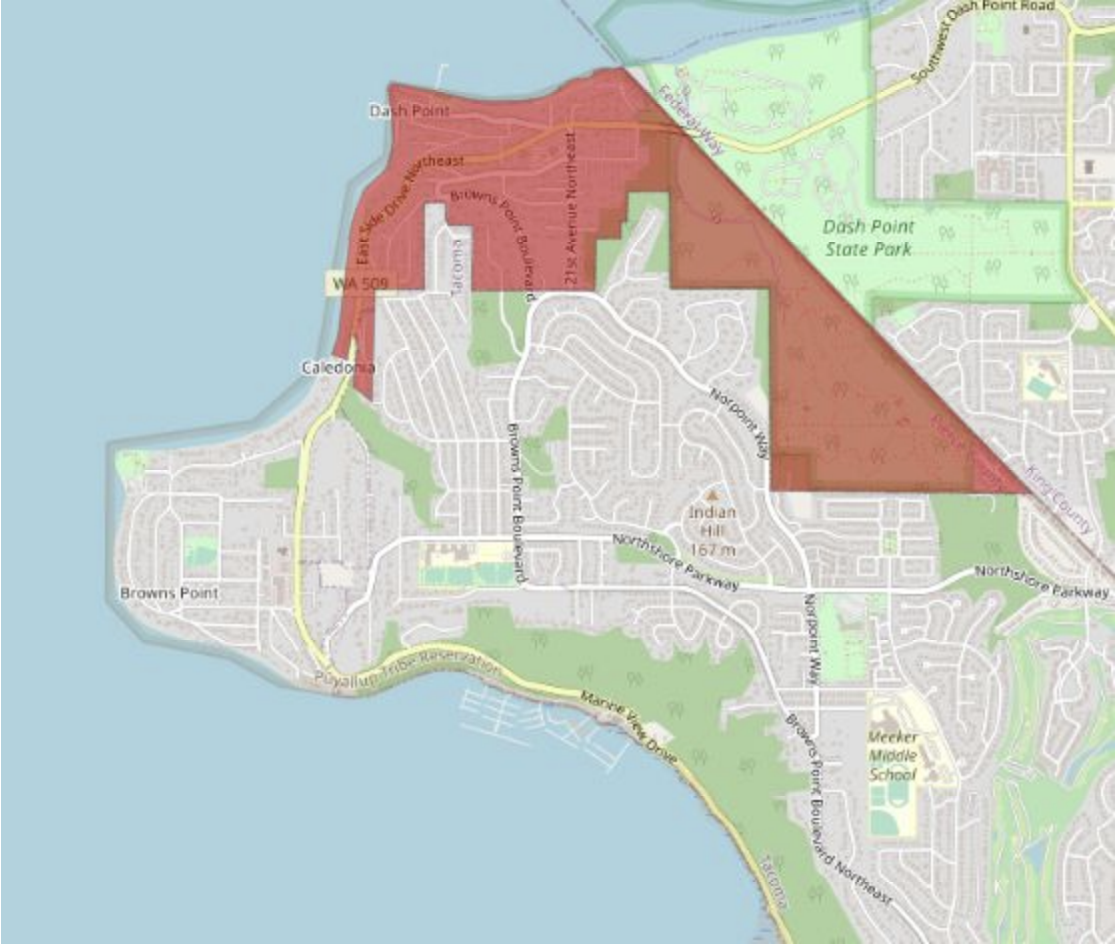 Southwest Dash Point Road
Federal Way
Dash Point
East Side Drive Northeast
Browns Point Boulevard
21st Avenue Northeast
Tacoma
Dash Point
State Park
WA 509
Caledonia
Norpoint Way
King County
Browns Point Boulevard
Indian
Hill
167 m
Northshore Parkway
Northshore Parkway
Browns Point
Norpoint Way
Puyallup Tribe Reservation
Marine View Drive
Meeker
Middle
School
Browns Point Boulevard Northeast
Tacoma